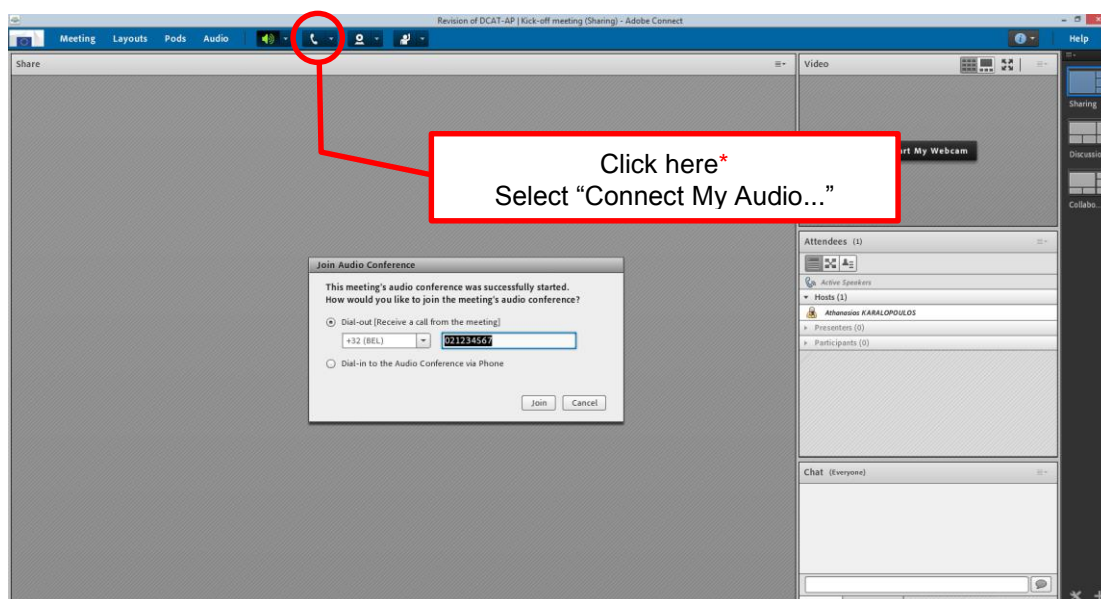 Revision of DCAT-AP | Kick-off meeting (Sharing) - Adobe Connect
Meeting Layouts Pods Audio Help
Share
Video
Sharing
rt My Webcam
Discussio
Click here*
Select “Connect My Audio...”
Collabo...
Attendees (1)
Active Speakers
Hosts (1)
Athanasios KARALOPOULOS
Presenters (0)
Participants (0)
Join Audio Conference
This meeting's audio conference was successfully started.
How would you like to join the meeting's audio conference?
Dial-out [Receive a call from the meeting]
+32 (BEL) 021234567
Dial-in to the Audio Conference via Phone
Join Cancel
Chat (Everyone)